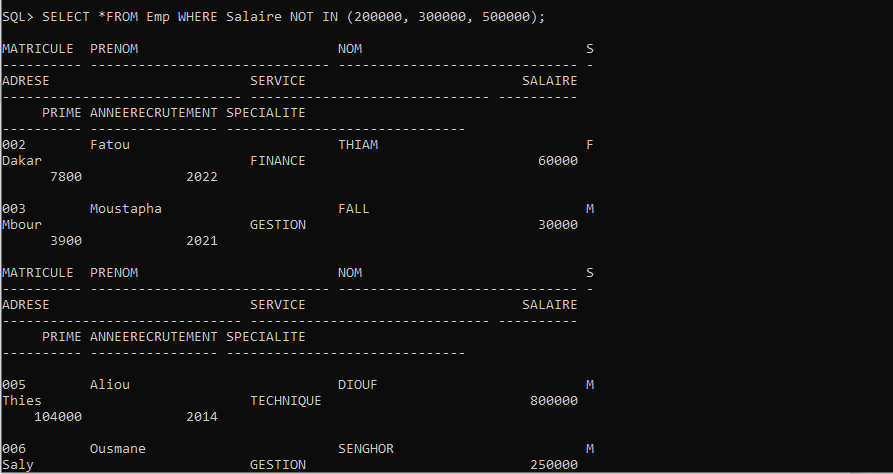 SQL> SELECT *FROM Emp WHERE Salaire NOT IN (200000, 300000, 500000);
MATRICULE  PRENOM                         NOM                            S
---------- ------------------------------ ------------------------------ -
ADRESE                         SERVICE                           SALAIRE
------------------------------ ------------------------------ ----------
     PRIME ANNEERECRUTEMENT SPECIALITE
---------- ---------------- ------------------------------
002        Fatou                          THIAM                          F
Dakar                          FINANCE                             60000
      7800             2022
003        Moustapha                      FALL                           M
Mbour                          GESTION                             30000
      3900             2021
MATRICULE  PRENOM                         NOM                            S
---------- ------------------------------ ------------------------------ -
ADRESE                         SERVICE                           SALAIRE
------------------------------ ------------------------------ ----------
     PRIME ANNEERECRUTEMENT SPECIALITE
---------- ---------------- ------------------------------
005        Aliou                          DIOUF                          M
Thies                          TECHNIQUE                          800000
    104000             2014
006        Ousmane                        SENGHOR                        M
Saly                           GESTION                            250000